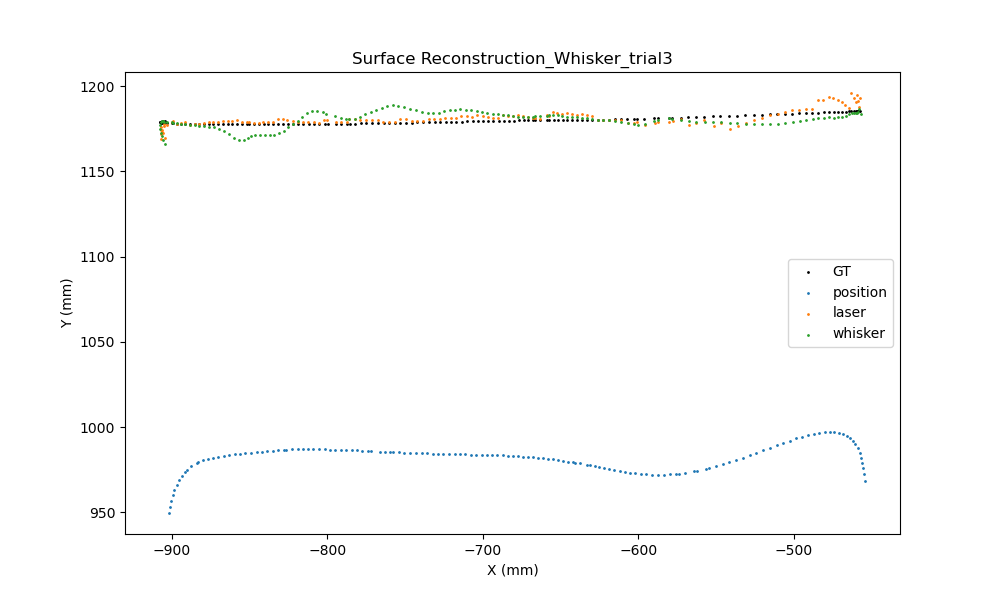 Surface Reconstruction_Whisker_trial3
1200
1150
1100
1050
1000
950
Y (mm)
GT
position
laser
whisker
−900
−800
−700
−600
−500
X (mm)